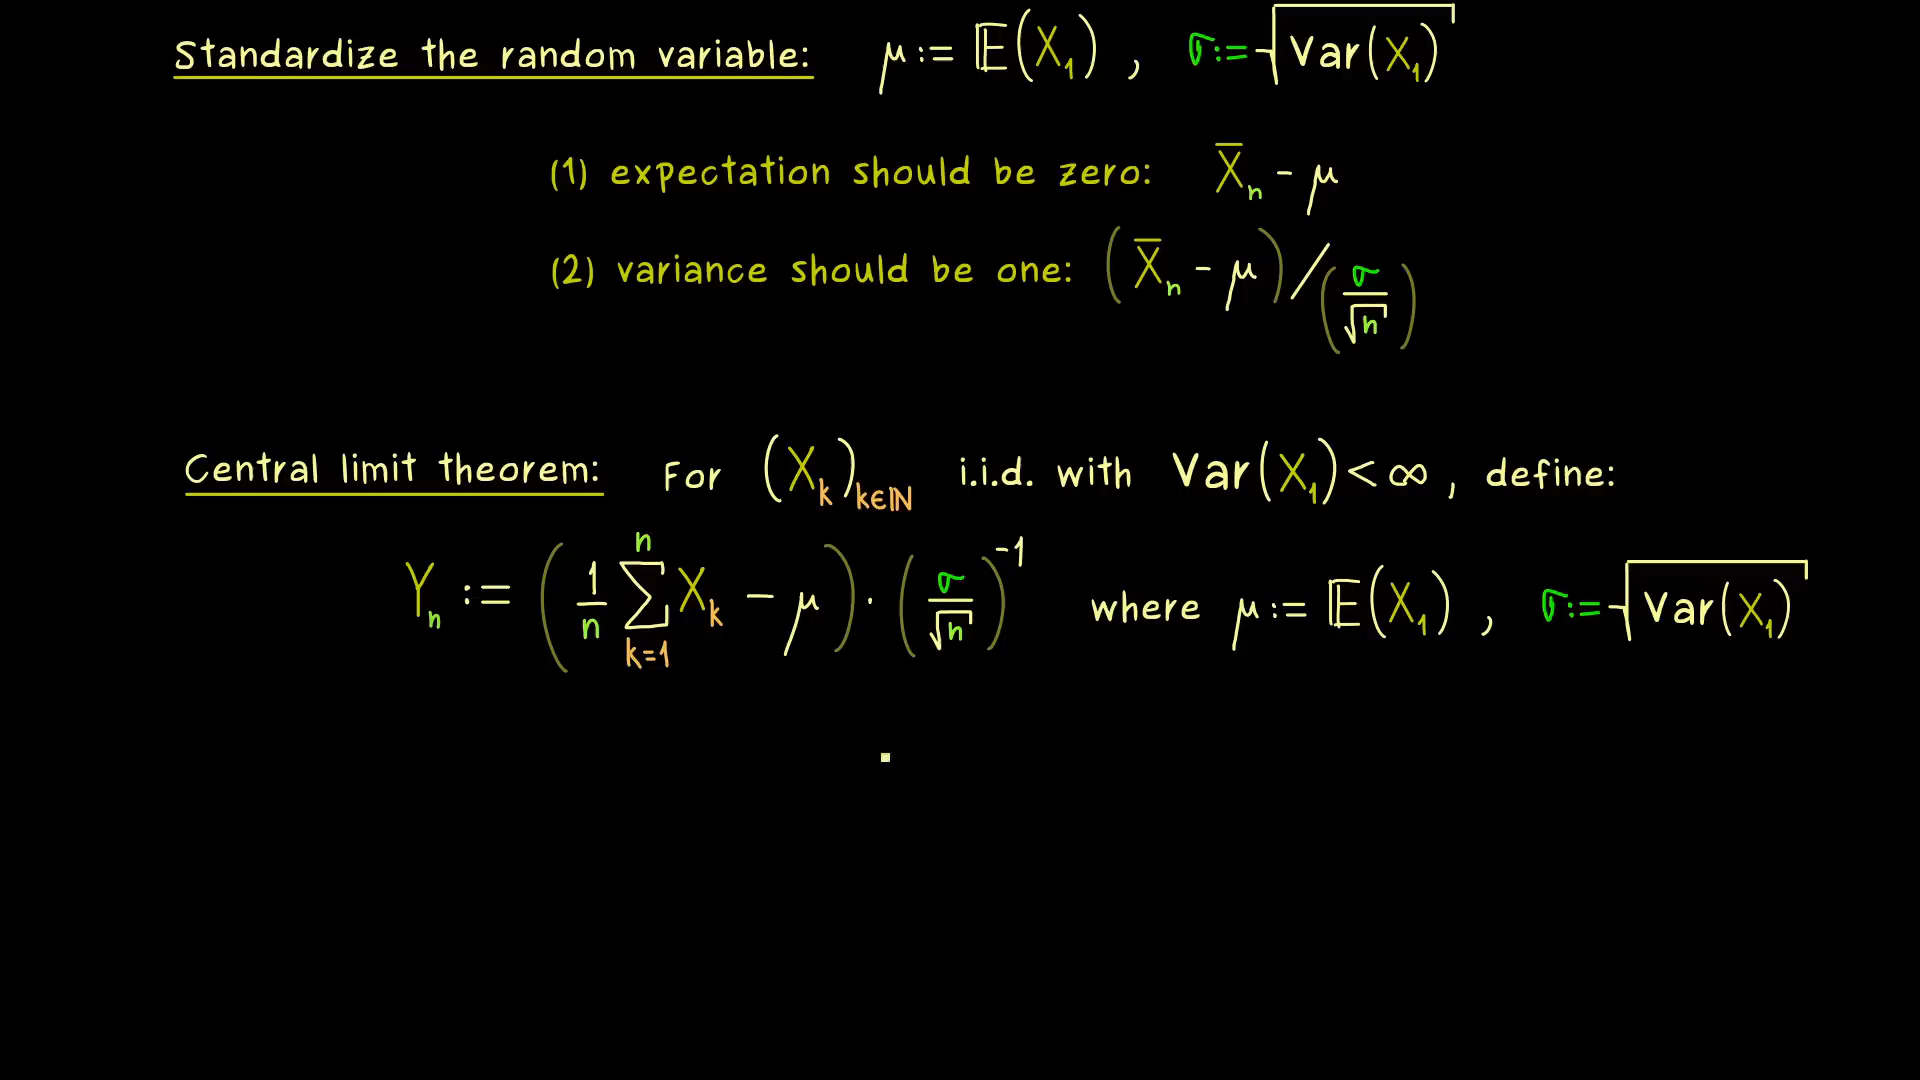 Standardize the random variable: μ := 𝔼(X₁) , σ := √Var(X₁)
(1) expectation should be zero: X̅ₙ - μ
(2) variance should be one: (X̅ₙ - μ) / (σ/√n)
Central limit theorem: For (Xₖ)ₖ∈ℕ i.i.d. with Var(X₁) < ∞ , define:
Yₙ := (1/n ∑ₖ₌₁ⁿ Xₖ - μ) · (σ/√n)⁻¹ where μ := 𝔼(X₁) , σ := √Var(X₁)